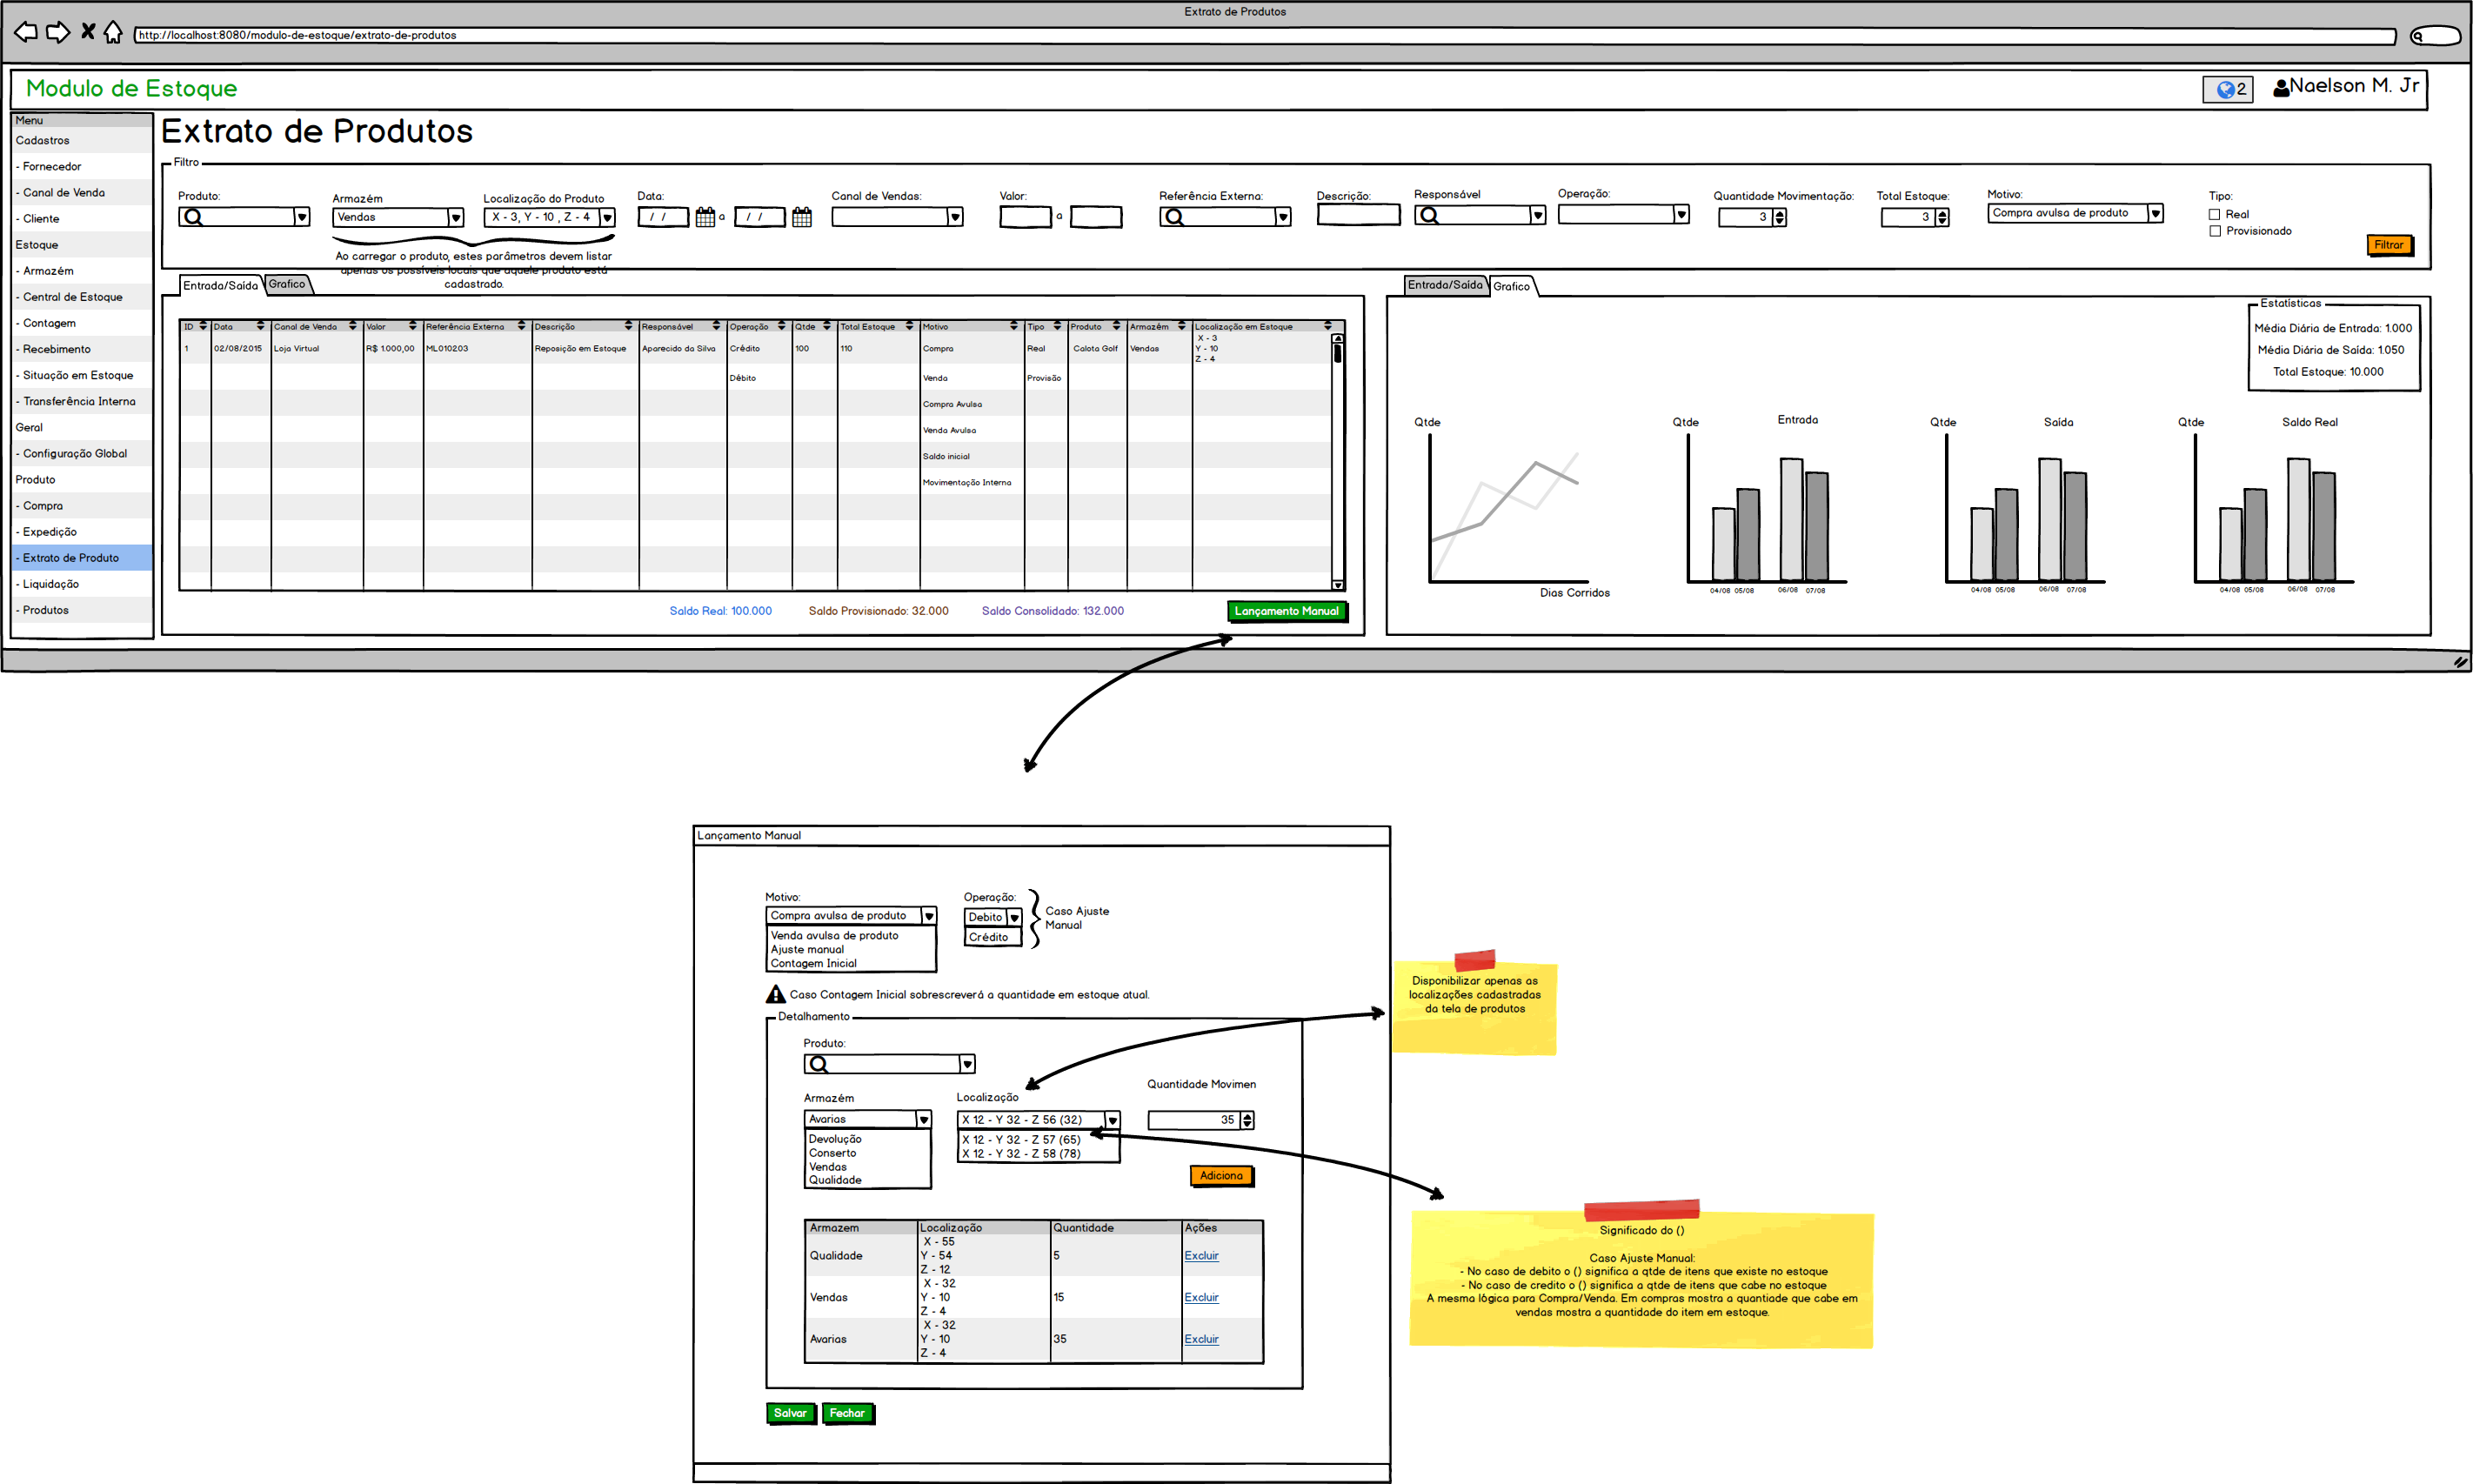 Extrato de Produtos
http://localhost:8080/modulo-de-estoque/extrato-de-produtos
Modulo de Estoque
2
Naelson M. Jr
Menu
Cadastros
- Fornecedor
- Canal de Venda
- Cliente
Estoque
- Armazém
- Central de Estoque
- Contagem
- Recebimento
- Situação em Estoque
- Transferência Interna
Geral
- Configuração Global
Produto
- Compra
- Expedição
- Extrato de Produto
- Liquidação
- Produtos
Extrato de Produtos
Filtro
Produto:
Armazém
Vendas
Localização do Produto
X - 3, Y - 10 , Z - 4
Ao carregar o produto, estes parâmetros devem listar
apenas os possíveis locais que aquele produto está
cadastrado.
Data:
/ / a / /
Canal de Vendas:
Valor:
a
Referência Externa:
Descrição:
Responsável
Operação:
Quantidade Movimentação:
3
Total Estoque:
3
Motivo:
Compra avulsa de produto
Tipo:
Real
Provisionado
Filtrar
Entrada/Saída Grafico
ID Data Canal de Venda Valor Referência Externa Descrição Responsável Operação Qtde Total Estoque Motivo Tipo Produto Armazém Localização em Estoque
1 02/08/2015 Loja Virtual R$ 1.000,00 ML010203 Reposição em Estoque Aparecido da Silva Crédito 100 110 Compra Real Calota Golf Vendas
X - 3
Y - 10
Z - 4
Débito Venda Provisão
Compra Avulsa
Venda Avulsa
Saldo inicial
Movimentação Interna
Saldo Real: 100.000 Saldo Provisionado: 32.000 Saldo Consolidado: 132.000
Lançamento Manual
Entrada/Saída Grafico
Estatísticas
Média Diária de Entrada: 1.000
Média Diária de Saída: 1.050
Total Estoque: 10.000
Qtde
Dias Corridos
Qtde Entrada
04/08 05/08 06/08 07/08
Qtde Saída
04/08 05/08 06/08 07/08
Qtde Saldo Real
04/08 05/08 06/08 07/08
Lançamento Manual
Motivo:
Compra avulsa de produto
Venda avulsa de produto
Ajuste manual
Contagem Inicial
Operação:
Debito
Crédito
Caso Ajuste
Manual
Caso Contagem Inicial sobrescreverá a quantidade em estoque atual.
Detalhamento
Produto:
Armazém
Avarias
Devolução
Conserto
Vendas
Qualidade
Localização
X 12 - Y 32 - Z 56 (32)
X 12 - Y 32 - Z 57 (65)
X 12 - Y 32 - Z 58 (78)
Quantidade Movimen
35
Adiciona
Armazem Localização Quantidade Ações
Qualidade
X - 55
Y - 54
Z - 12
5 Excluir
Vendas
X - 32
Y - 10
Z - 4
15 Excluir
Avarias
X - 32
Y - 10
Z - 4
35 Excluir
Salvar Fechar
Disponibilizar apenas as
localizações cadastradas
da tela de produtos
Significado do ()
Caso Ajuste Manual:
- No caso de debito o () significa a qtde de itens que existe no estoque
- No caso de credito o () significa a qtde de itens que cabe no estoque
A mesma lógica para Compra/Venda. Em compras mostra a quantiade que cabe em
vendas mostra a quantidade do item em estoque.